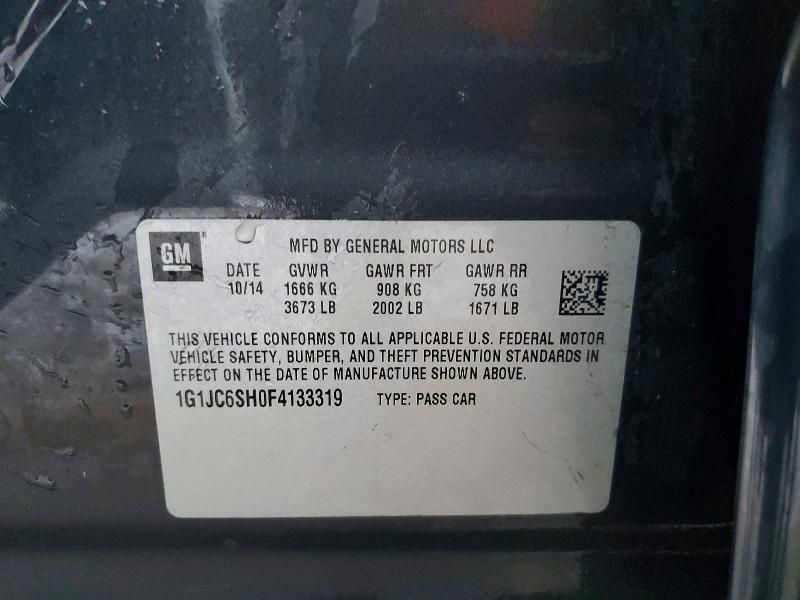 GM
MFD BY GENERAL MOTORS LLC
DATE GVWR GAWR FRT GAWR RR
10/14 1666 KG 908 KG 758 KG
3673 LB 2002 LB 1671 LB
THIS VEHICLE CONFORMS TO ALL APPLICABLE U.S. FEDERAL MOTOR
VEHICLE SAFETY, BUMPER, AND THEFT PREVENTION STANDARDS IN
EFFECT ON THE DATE OF MANUFACTURE SHOWN ABOVE.
1G1JC6SH0F4133319 TYPE: PASS CAR